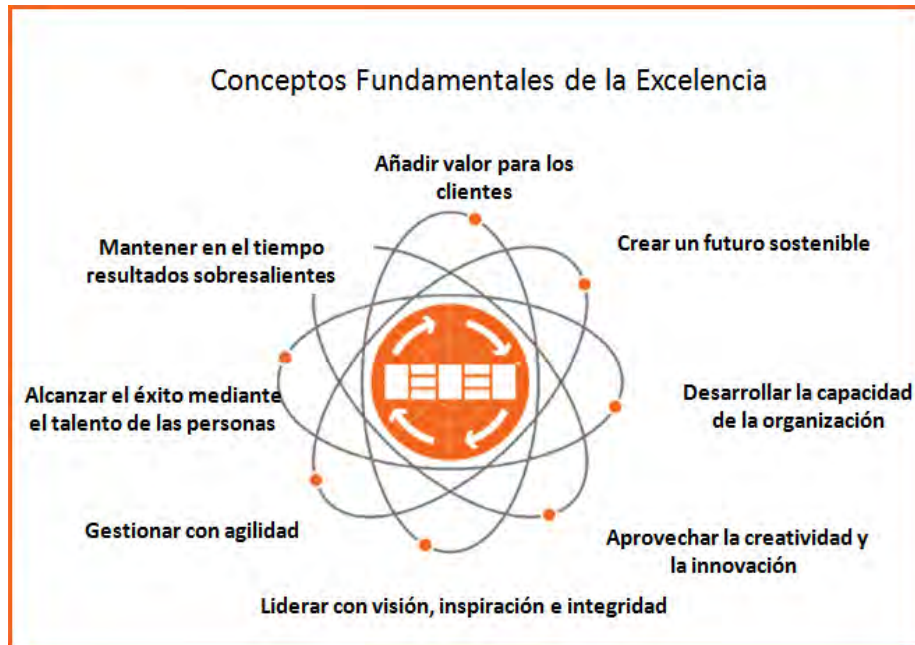 Conceptos Fundamentales de la Excelencia
Añadir valor para los
clientes
Crear un futuro sostenible
Mantener en el tiempo
resultados sobresalientes
Alcanzar el éxito mediante
el talento de las personas
Desarrollar la capacidad
de la organización
Gestionar con agilidad
Aprovechar la creatividad y
la innovación
Liderar con visión, inspiración e integridad